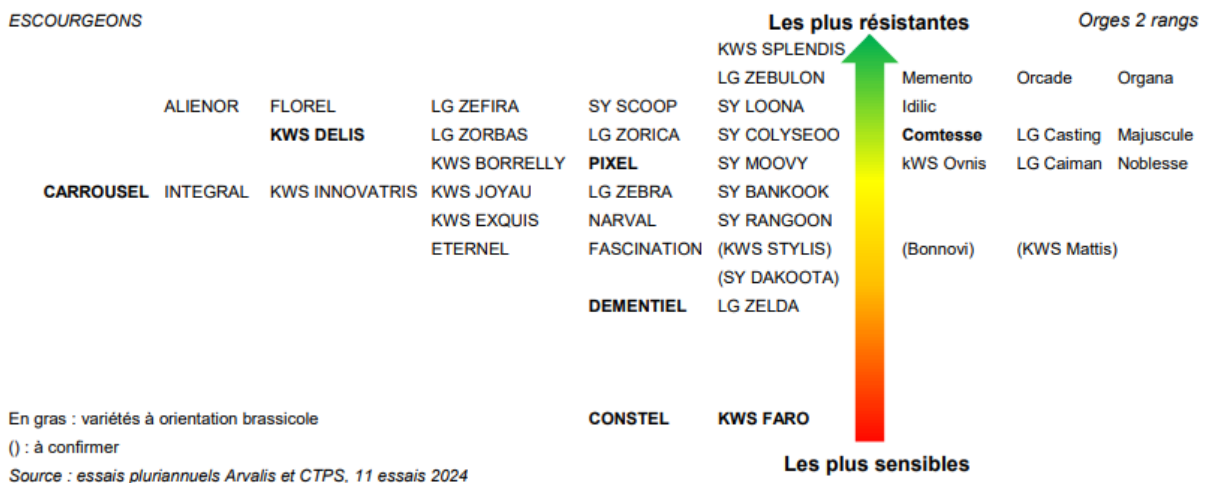 ESCOURGEONS Les plus résistantes Orges 2 rangs
KWS SPLENDIS
LG ZEBULON Memento Orcade Organa
ALIENOR FLOREL LG ZEFIRA SY SCOOP SY LOONA Idilic
KWS DELIS LG ZORBAS LG ZORICA SY COLYSEOO Comtesse LG Casting Majuscule
KWS BORRELLY PIXEL SY MOOVY kWS Ovnis LG Caiman Noblesse
CARROUSEL INTEGRAL KWS INNOVATRIS KWS JOYAU LG ZEBRA SY BANKOOK
KWS EXQUIS NARVAL SY RANGOON
ETERNEL FASCINATION (KWS STYLIS) (Bonnovi) (KWS Mattis)
(SY DAKOOTA)
DEMENTIEL LG ZELDA
En gras : variétés à orientation brassicole CONSTEL KWS FARO
() : à confirmer
Les plus sensibles
Source : essais pluriannuels Arvalis et CTPS, 11 essais 2024